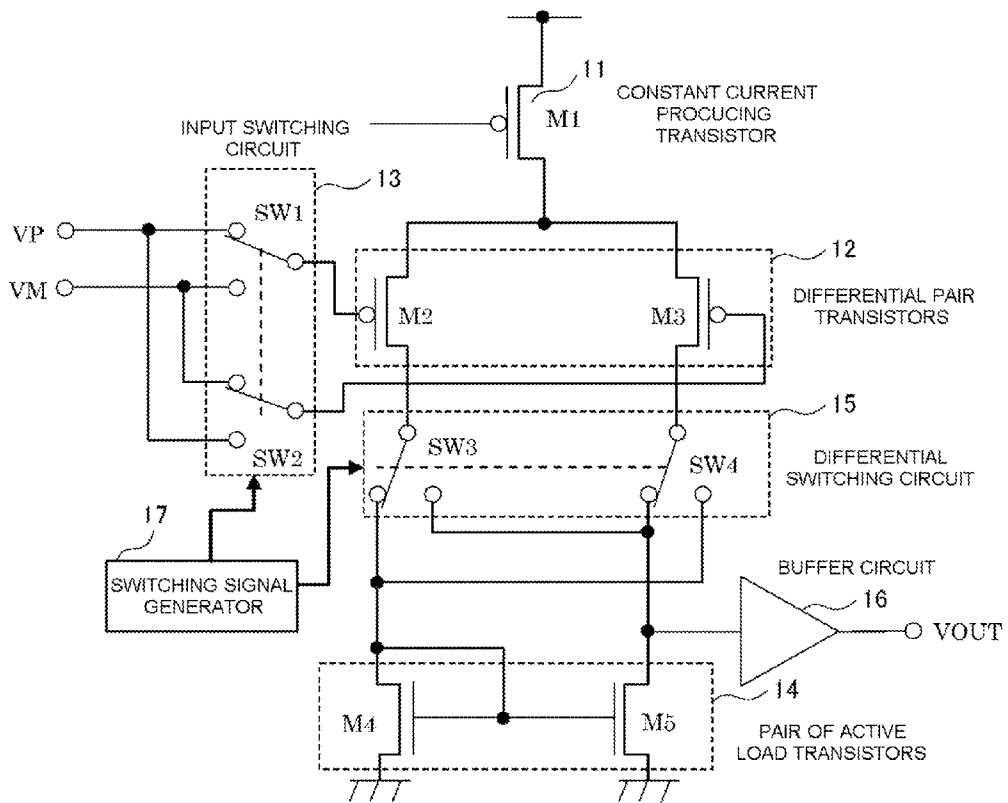 11
CONSTANT CURRENT
PROCUCING
TRANSISTOR
M1
INPUT SWITCHING
CIRCUIT
13
SW1
VP
VM
12
M2
M3
DIFFERENTIAL PAIR
TRANSISTORS
15
SW3
SW4
DIFFERENTIAL
SWITCHING CIRCUIT
SW2
17
SWITCHING SIGNAL
GENERATOR
BUFFER CIRCUIT
16
VOUT
14
M4
M5
PAIR OF ACTIVE
LOAD TRANSISTORS